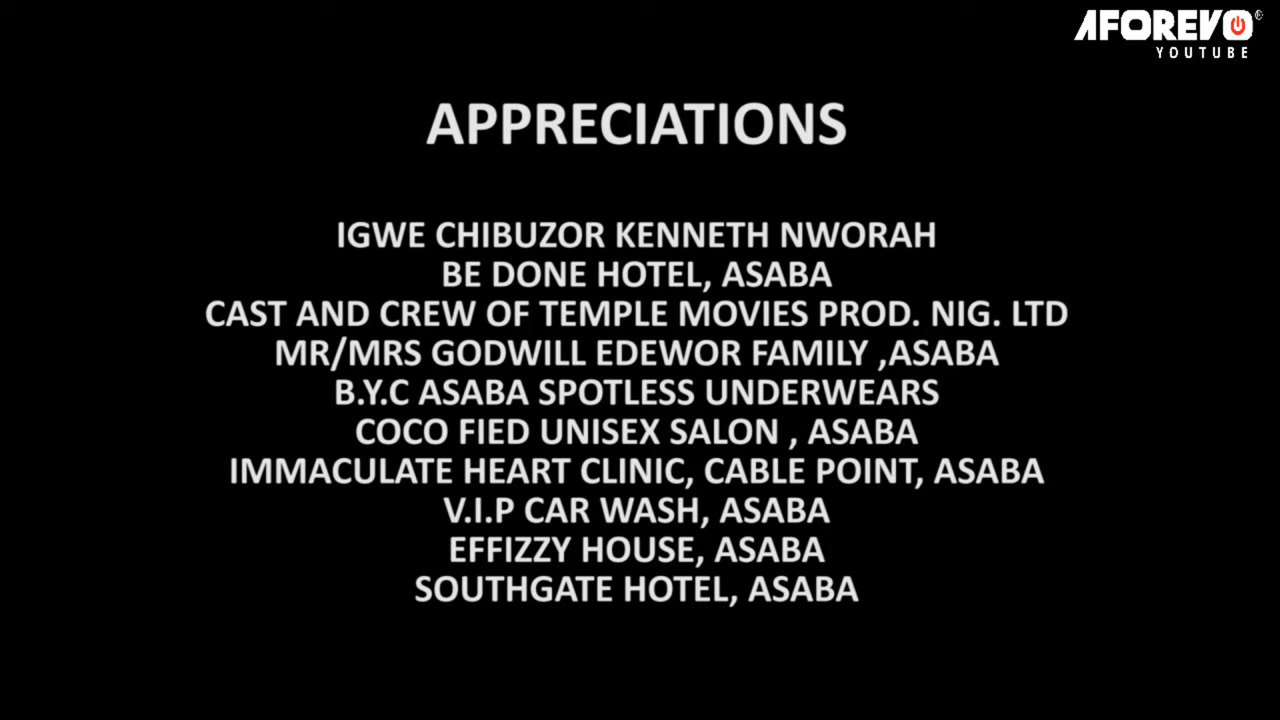 AFOREVO
YOUTUBE
APPRECIATIONS
IGWE CHIBUZOR KENNETH NWORAH
BE DONE HOTEL, ASABA
CAST AND CREW OF TEMPLE MOVIES PROD. NIG. LTD
MR/MRS GODWILL EDEWOR FAMILY ,ASABA
B.Y.C ASABA SPOTLESS UNDERWEARS
COCO FIED UNISEX SALON , ASABA
IMMACULATE HEART CLINIC, CABLE POINT, ASABA
V.I.P CAR WASH, ASABA
EFFIZZY HOUSE, ASABA
SOUTHGATE HOTEL, ASABA